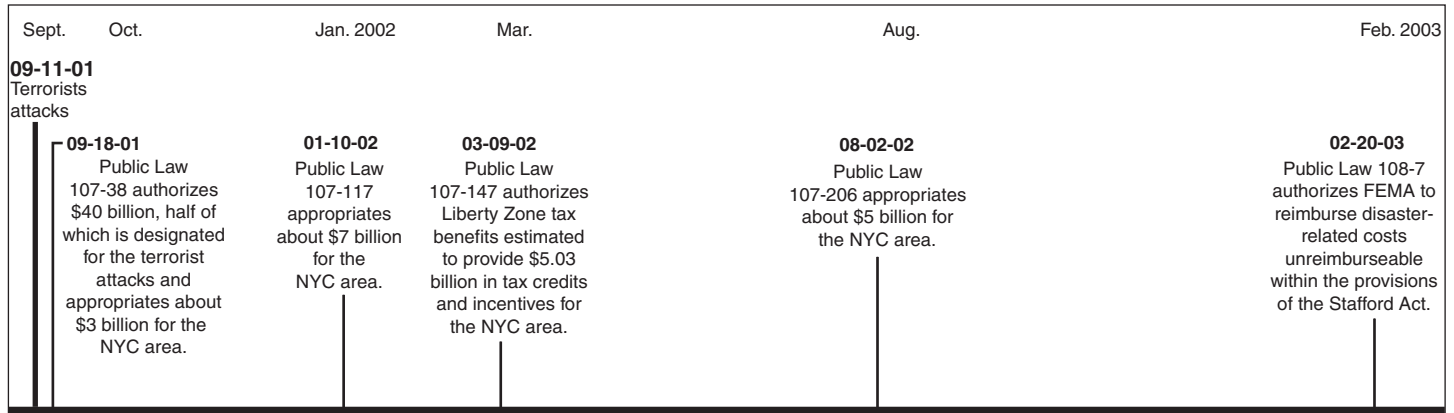 Sept. Oct. Jan. 2002 Mar. Aug. Feb. 2003
09-11-01
Terrorists
attacks
09-18-01
Public Law
107-38 authorizes
$40 billion, half of
which is designated
for the terrorist
attacks and
appropriates about
$3 billion for the
NYC area.
01-10-02
Public Law
107-117
appropriates
about $7 billion
for the
NYC area.
03-09-02
Public Law
107-147 authorizes
Liberty Zone tax
benefits estimated
to provide $5.03
billion in tax credits
and incentives for
the NYC area.
08-02-02
Public Law
107-206 appropriates
about $5 billion for
the NYC area.
02-20-03
Public Law 108-7
authorizes FEMA to
reimburse disaster-
related costs
unreimburseable
within the provisions
of the Stafford Act.